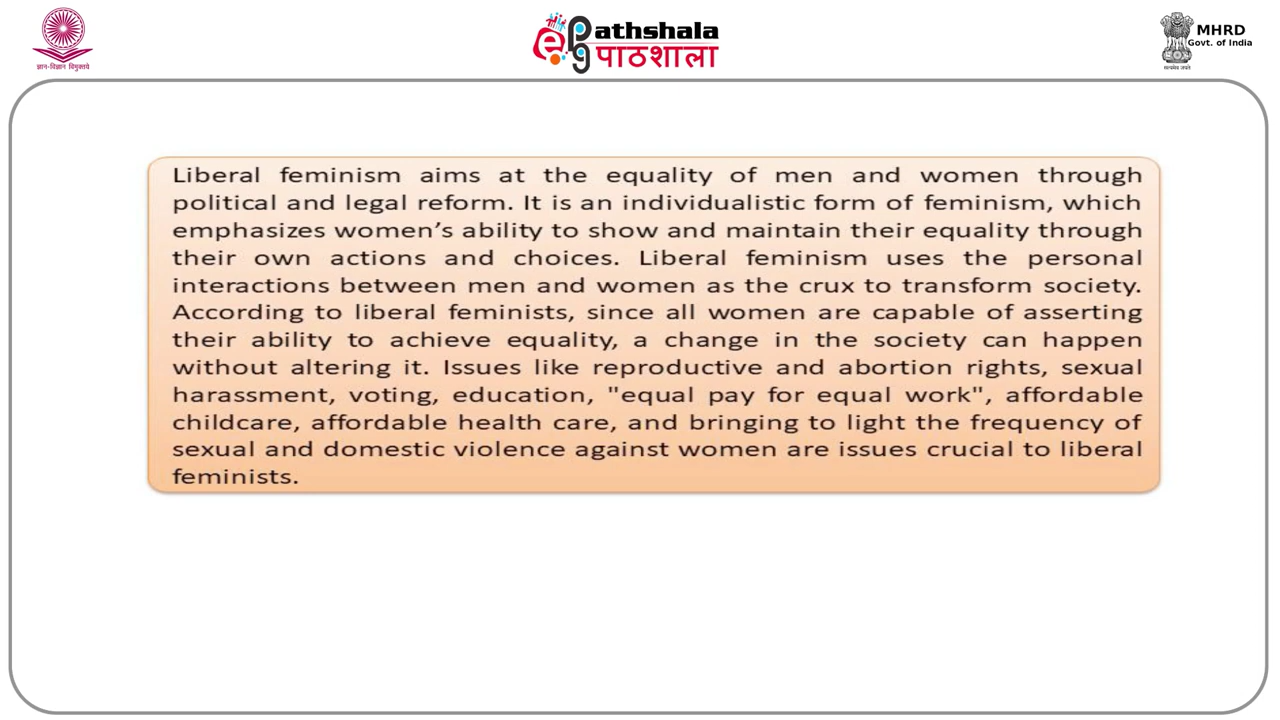 ज्ञान-विज्ञान विमुक्तये
ePg Pathshala
पाठशाला
MHRD
Govt. of India
सत्यमेव जयते
Liberal feminism aims at the equality of men and women through
political and legal reform. It is an individualistic form of feminism, which
emphasizes women’s ability to show and maintain their equality through
their own actions and choices. Liberal feminism uses the personal
interactions between men and women as the crux to transform society.
According to liberal feminists, since all women are capable of asserting
their ability to achieve equality, a change in the society can happen
without altering it. Issues like reproductive and abortion rights, sexual
harassment, voting, education, "equal pay for equal work", affordable
childcare, affordable health care, and bringing to light the frequency of
sexual and domestic violence against women are issues crucial to liberal
feminists.